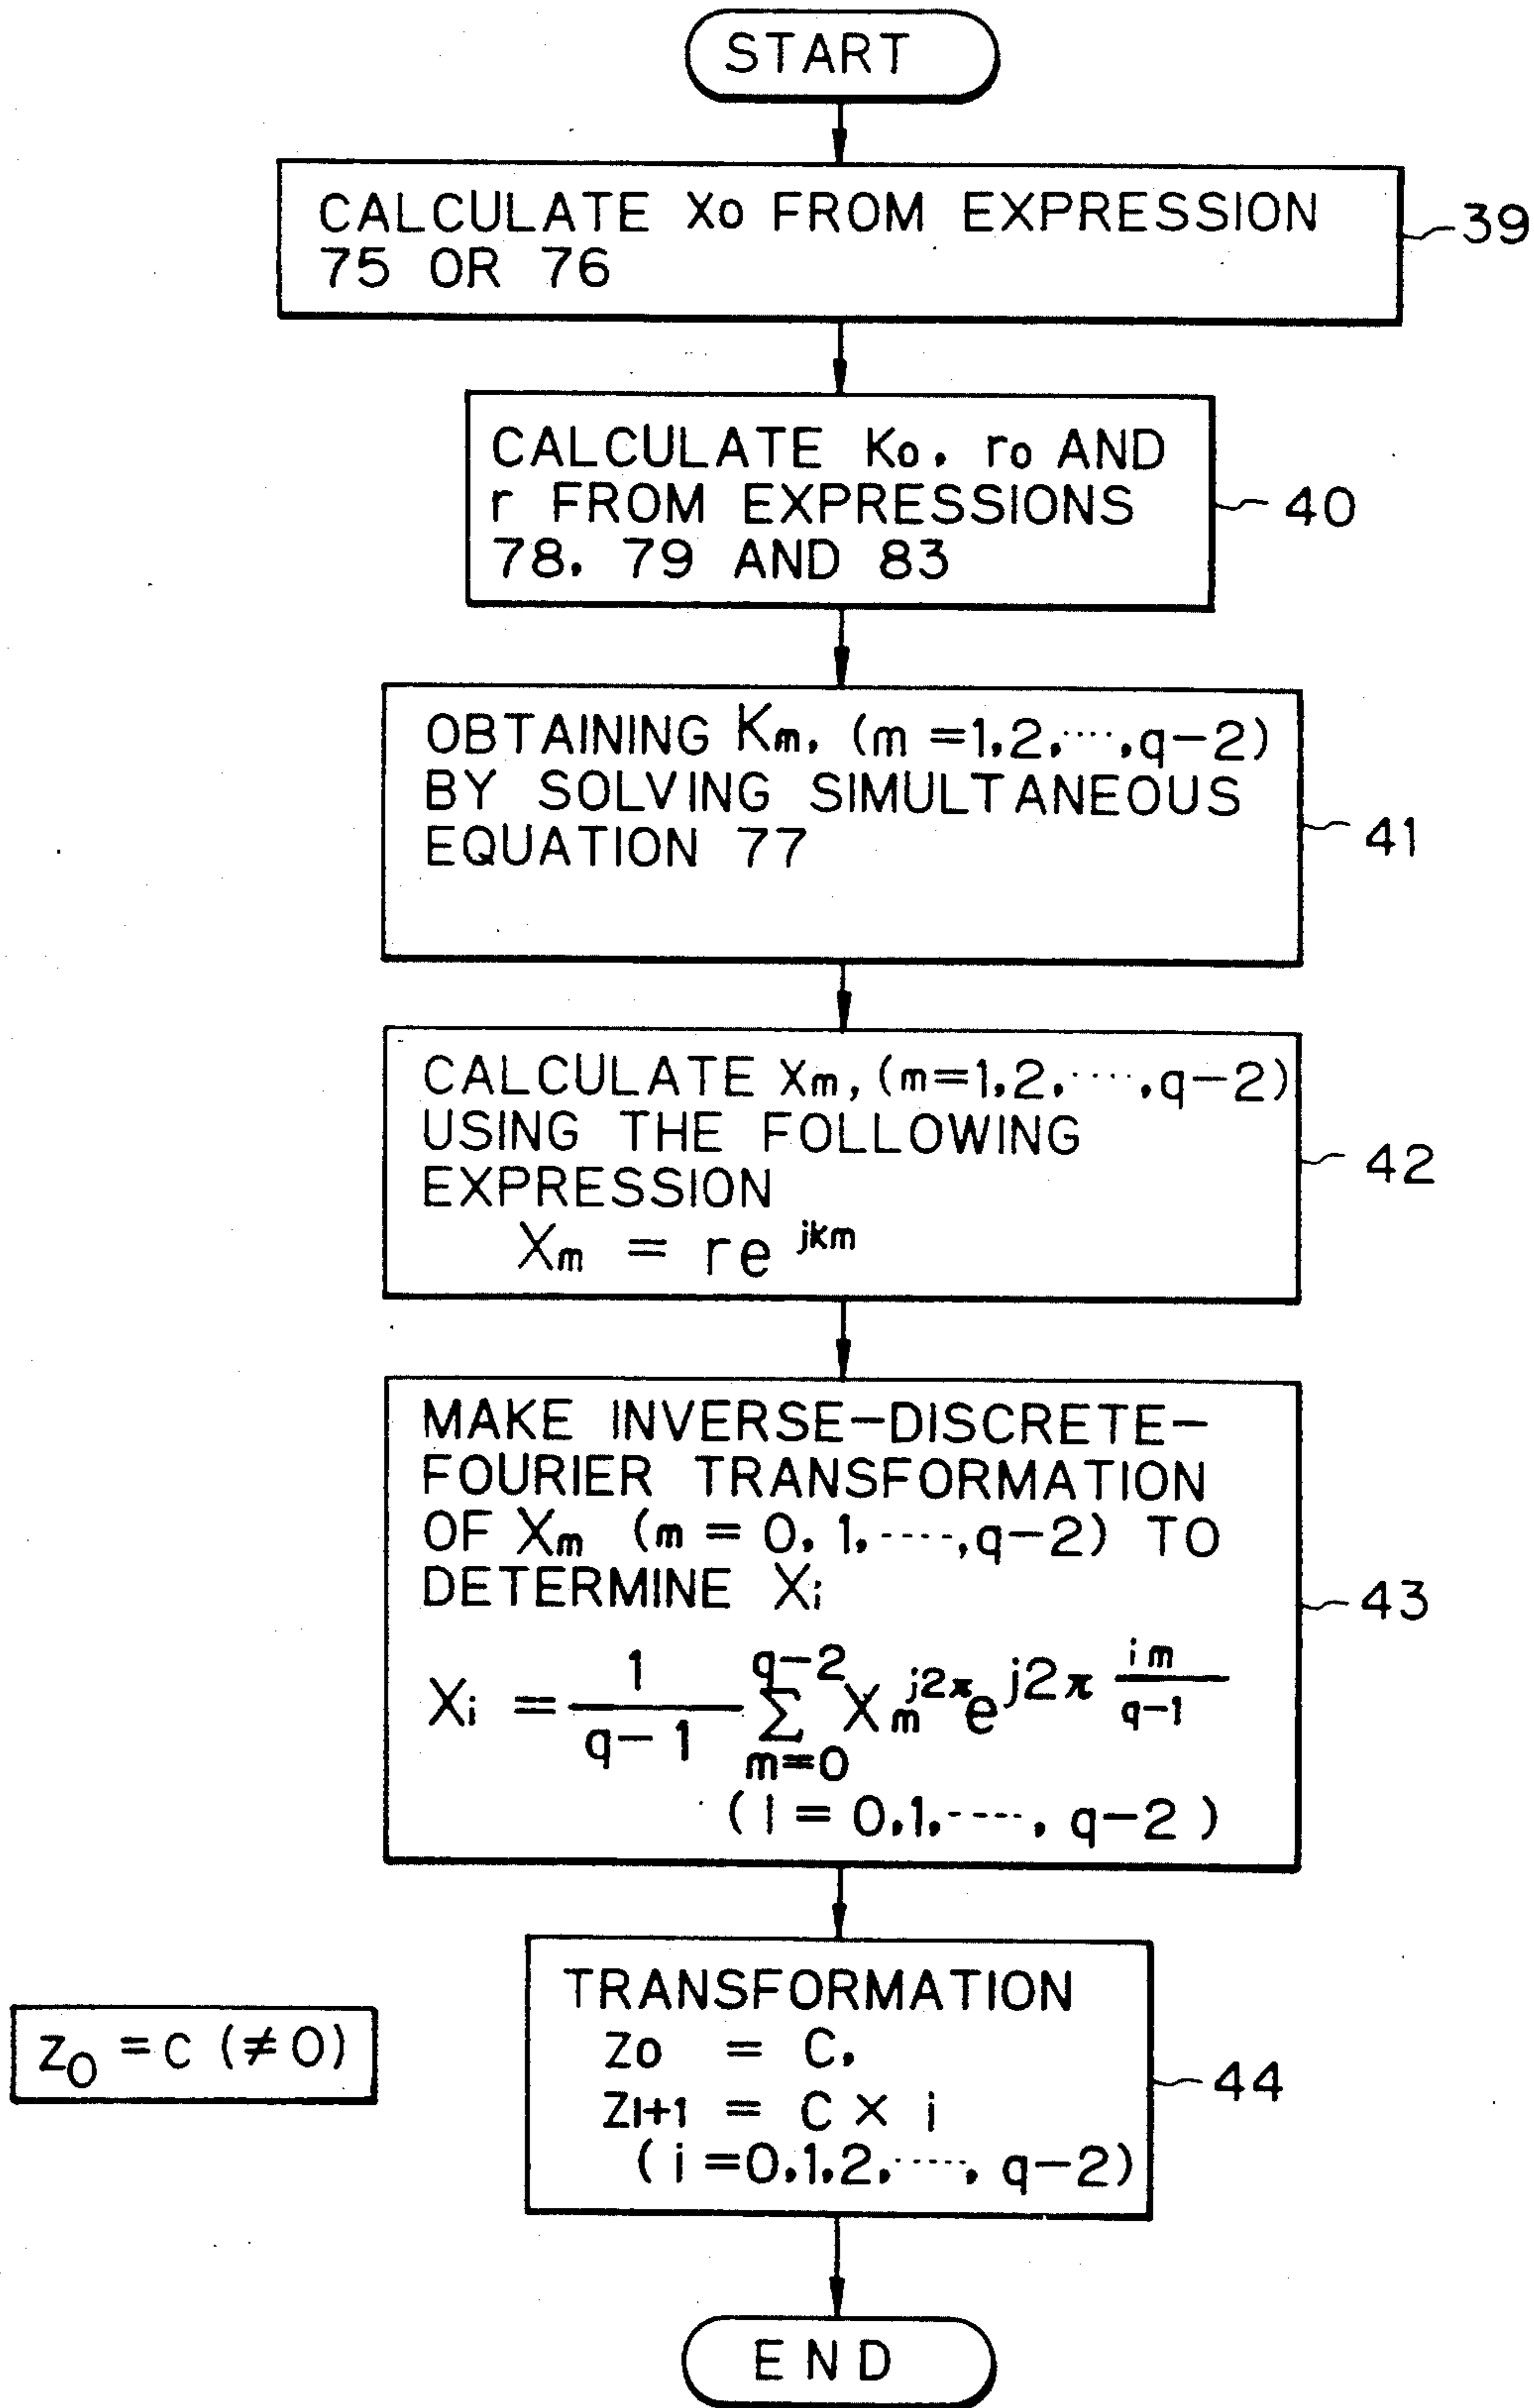 START
CALCULATE X0 FROM EXPRESSION
75 OR 76
39
CALCULATE K0, r0 AND
r FROM EXPRESSIONS
78, 79 AND 83
40
OBTAINING Km, (m =1,2,····,q-2)
BY SOLVING SIMULTANEOUS
EQUATION 77
41
CALCULATE Xm, (m=1,2,····,q-2)
USING THE FOLLOWING
EXPRESSION
Xm = re^jkm
42
MAKE INVERSE-DISCRETE-
FOURIER TRANSFORMATION
OF Xm (m = 0, 1,----,q-2) TO
DETERMINE Xi
43
Xi = 1/(q-1) Σ_{m=0}^{q-2} Xm^j2π e^j2π im/(q-1)
(I = 0,1,----, q-2)
TRANSFORMATION
Z0 = C,
ZI+1 = C × i
(i =0,1,2,----, q-2)
44
z0 = c (≠0)
END